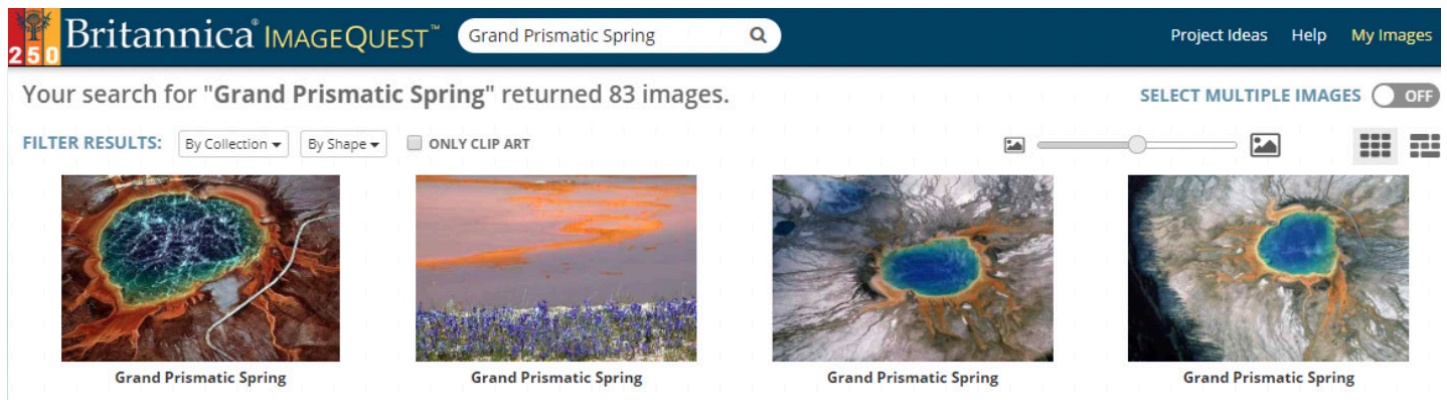 250
Britannica® IMAGEQUEST™
Grand Prismatic Spring
Project Ideas Help My Images
Your search for "Grand Prismatic Spring" returned 83 images.
SELECT MULTIPLE IMAGES OFF
FILTER RESULTS: By Collection By Shape ONLY CLIP ART
Grand Prismatic Spring
Grand Prismatic Spring
Grand Prismatic Spring
Grand Prismatic Spring